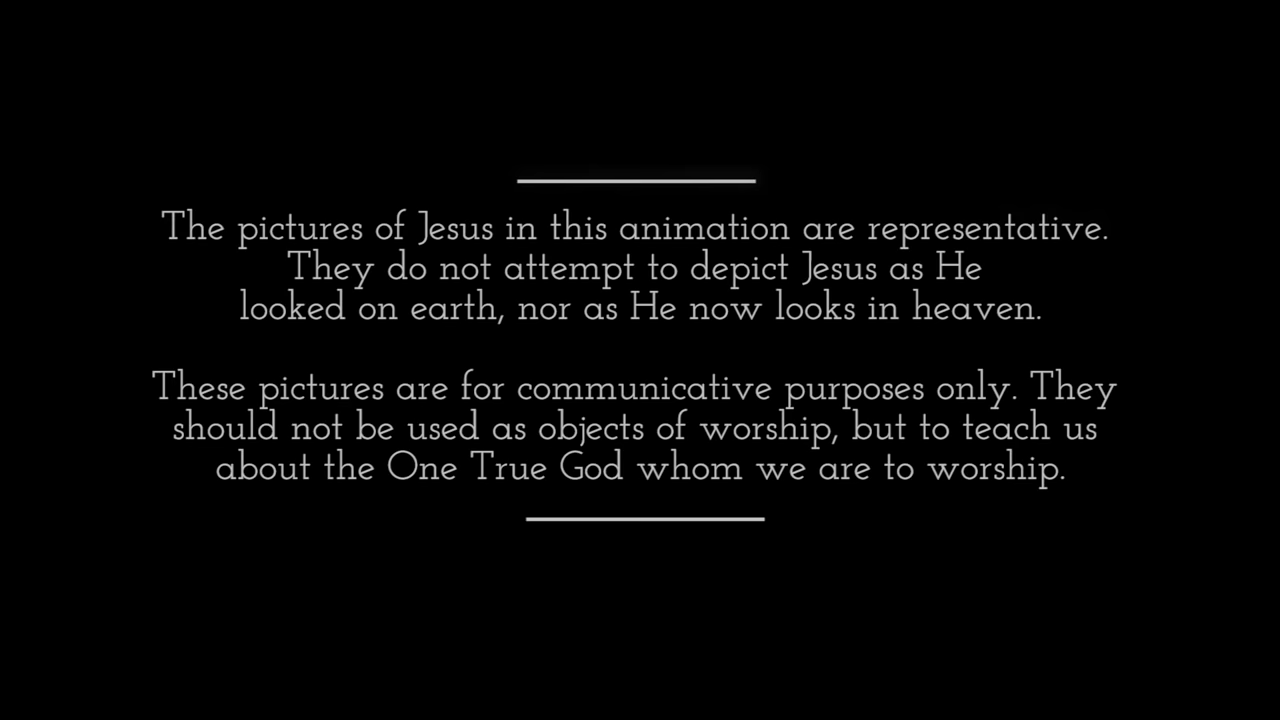 The pictures of Jesus in this animation are representative.
They do not attempt to depict Jesus as He
looked on earth, nor as He now looks in heaven.
These pictures are for communicative purposes only. They
should not be used as objects of worship, but to teach us
about the One True God whom we are to worship.